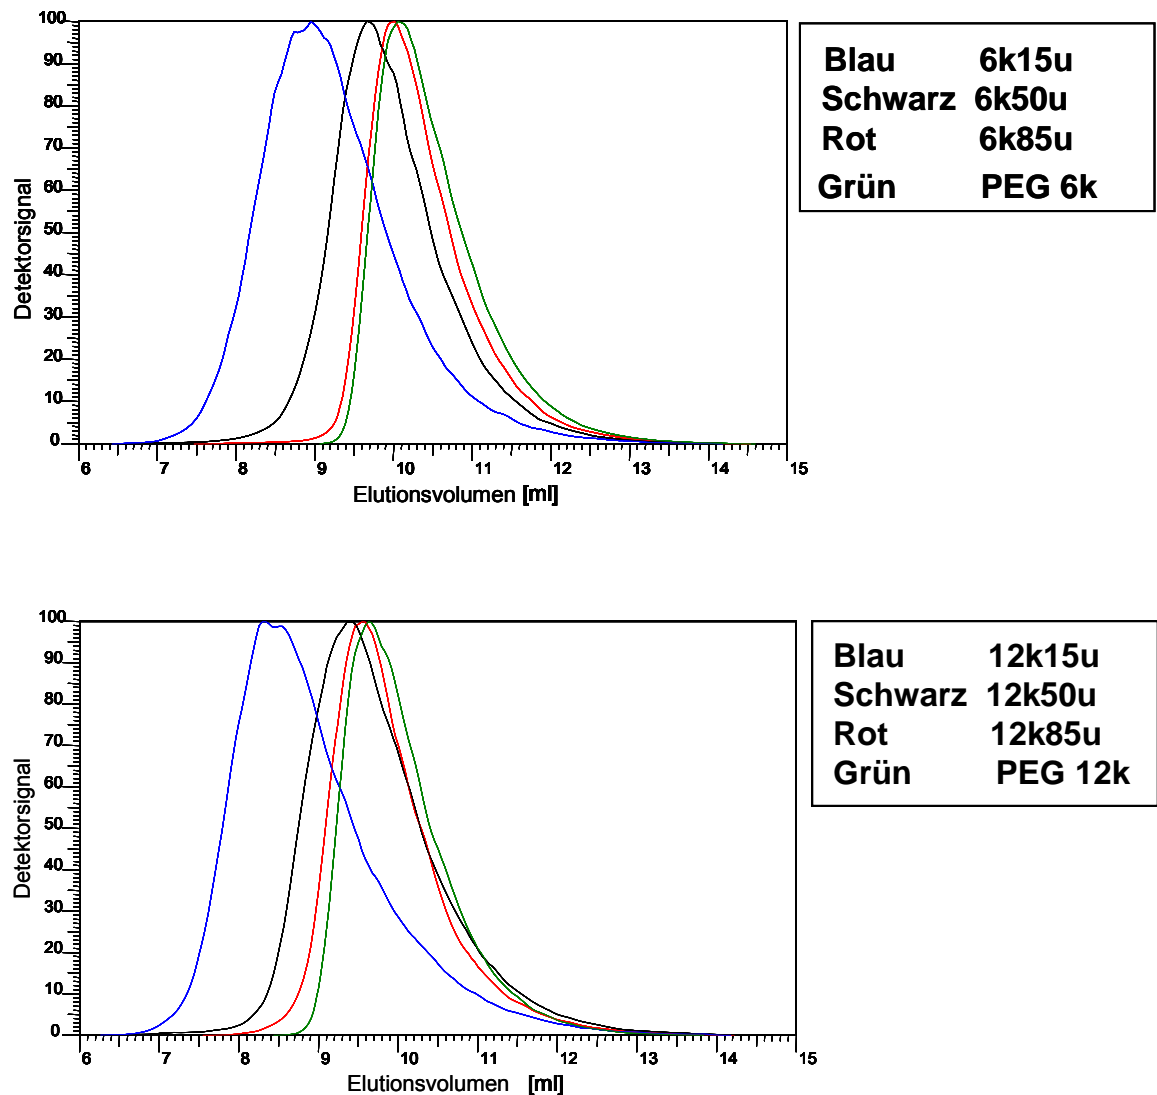 100
90
80
70
60
50
40
30
20
10
0
Detektorsignal
6 7 8 9 10 11 12 13 14 15
Elutionsvolumen [ml]
Blau 6k15u
Schwarz 6k50u
Rot 6k85u
Grün PEG 6k
100
90
80
70
60
50
40
30
20
10
0
Detektorsignal
6 7 8 9 10 11 12 13 14 15
Elutionsvolumen [ml]
Blau 12k15u
Schwarz 12k50u
Rot 12k85u
Grün PEG 12k